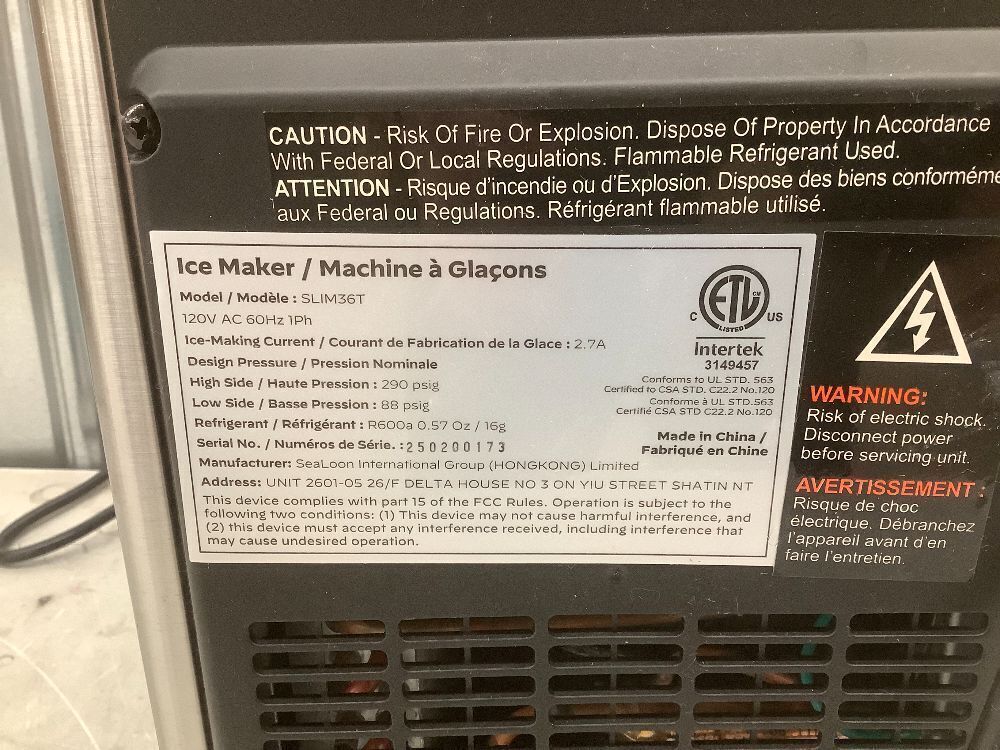 CAUTION - Risk Of Fire Or Explosion. Dispose Of Property In Accordance
With Federal Or Local Regulations. Flammable Refrigerant Used.
ATTENTION - Risque d'incendie ou d'Explosion. Dispose des biens conforméme
aux Federal ou Regulations. Réfrigérant flammable utilisé.
Ice Maker / Machine à Glaçons
Model / Modèle : SLIM36T
120V AC 60Hz 1Ph
Ice-Making Current / Courant de Fabrication de la Glace : 2.7A
Design Pressure / Pression Nominale
High Side / Haute Pression : 290 psig
Low Side / Basse Pression : 88 psig
Refrigerant / Réfrigérant : R600a 0.57 Oz / 16g
Serial No. / Numéros de Série. : 250200173
Manufacturer: SeaLoon International Group (HONGKONG) Limited
Address: UNIT 2601-05 26/F DELTA HOUSE NO 3 ON YIU STREET SHATIN NT
This device complies with part 15 of the FCC Rules. Operation is subject to the
following two conditions: (1) This device may not cause harmful interference, and
(2) this device must accept any interference received, including interference that
may cause undesired operation.
ETL CM
LISTED
C US
Intertek
3149457
Conforms to UL STD. 563
Certified to CSA STD. C22.2 No.120
Conforme à UL STD.563
Certifié CSA STD C22.2 No.120
Made in China /
Fabriqué en Chine
WARNING:
Risk of electric shock.
Disconnect power
before servicing unit.
AVERTISSEMENT :
Risque de choc
électrique. Débranchez
l'appareil avant d'en
faire l'entretien.